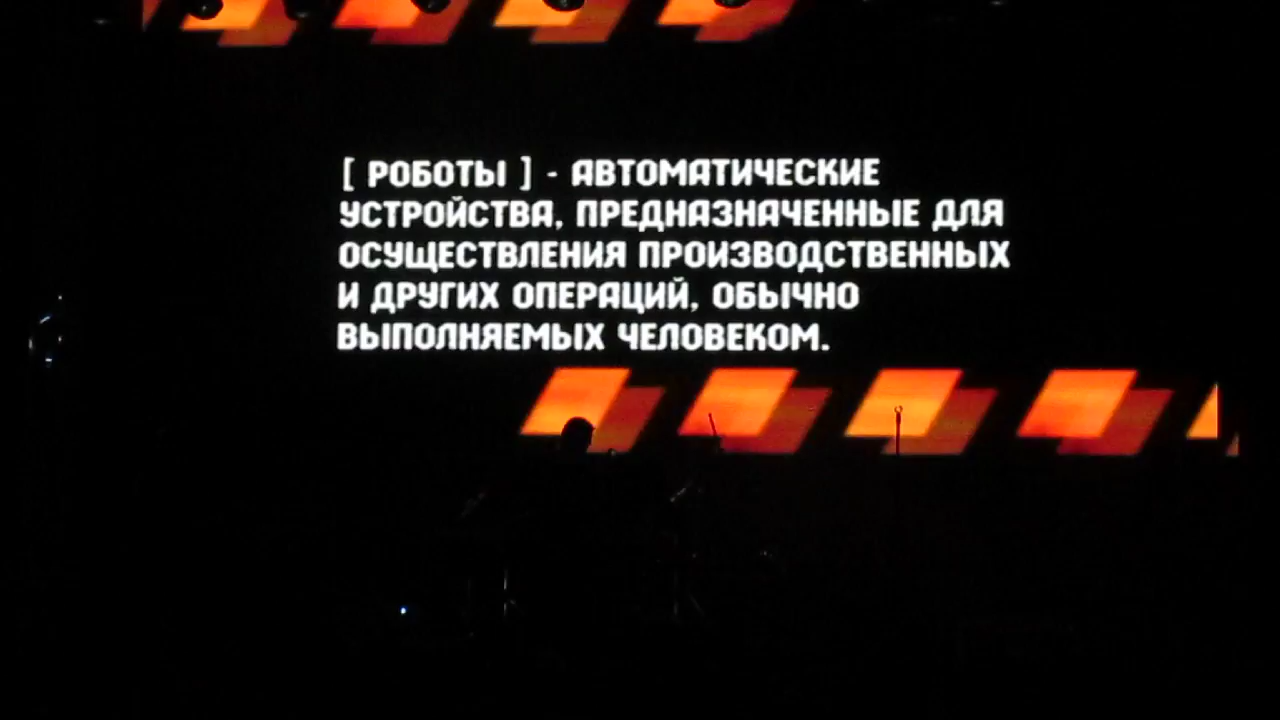 [ РОБОТЫ ] - АВТОМАТИЧЕСКИЕ
УСТРОЙСТВА, ПРЕДНАЗНАЧЕННЫЕ ДЛЯ
ОСУЩЕСТВЛЕНИЯ ПРОИЗВОДСТВЕННЫХ
И ДРУГИХ ОПЕРАЦИЙ, ОБЫЧНО
ВЫПОЛНЯЕМЫХ ЧЕЛОВЕКОМ.